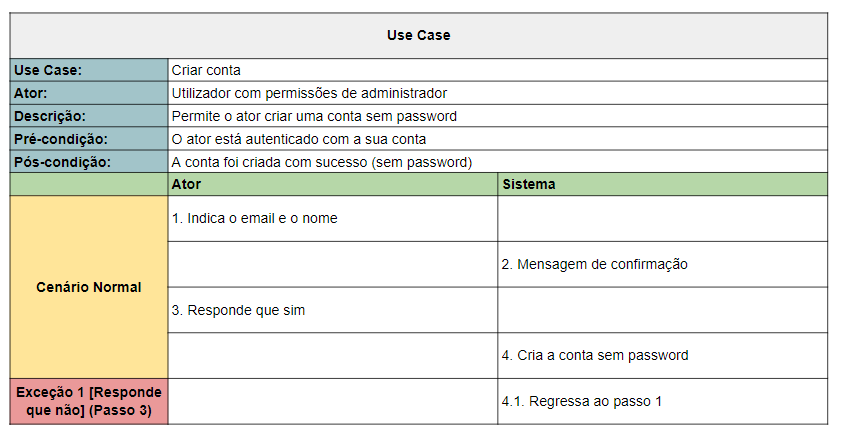 Use Case
Use Case: Criar conta
Ator: Utilizador com permissões de administrador
Descrição: Permite o ator criar uma conta sem password
Pré-condição: O ator está autenticado com a sua conta
Pós-condição: A conta foi criada com sucesso (sem password)
Ator Sistema
Cenário Normal
1. Indica o email e o nome
2. Mensagem de confirmação
3. Responde que sim
4. Cria a conta sem password
Exceção 1 [Responde
que não] (Passo 3)
4.1. Regressa ao passo 1